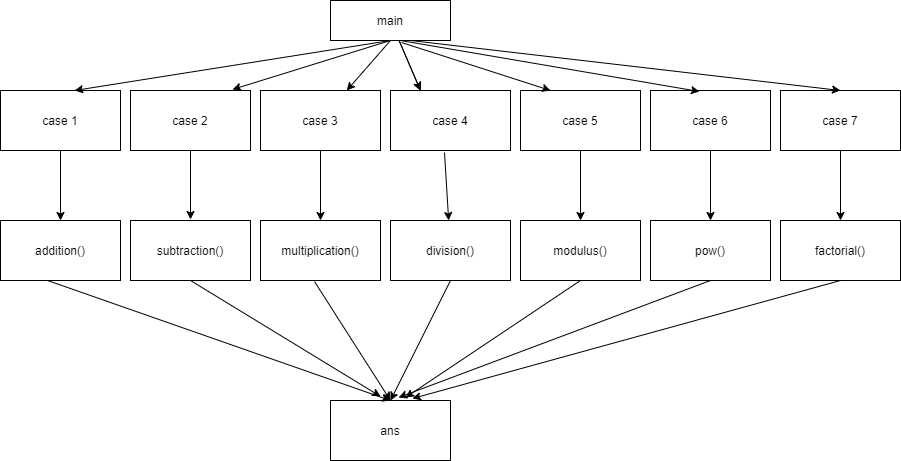 main
case 1
case 2
case 3
case 4
case 5
case 6
case 7
addition()
subtraction()
multiplication()
division()
modulus()
pow()
factorial()
ans